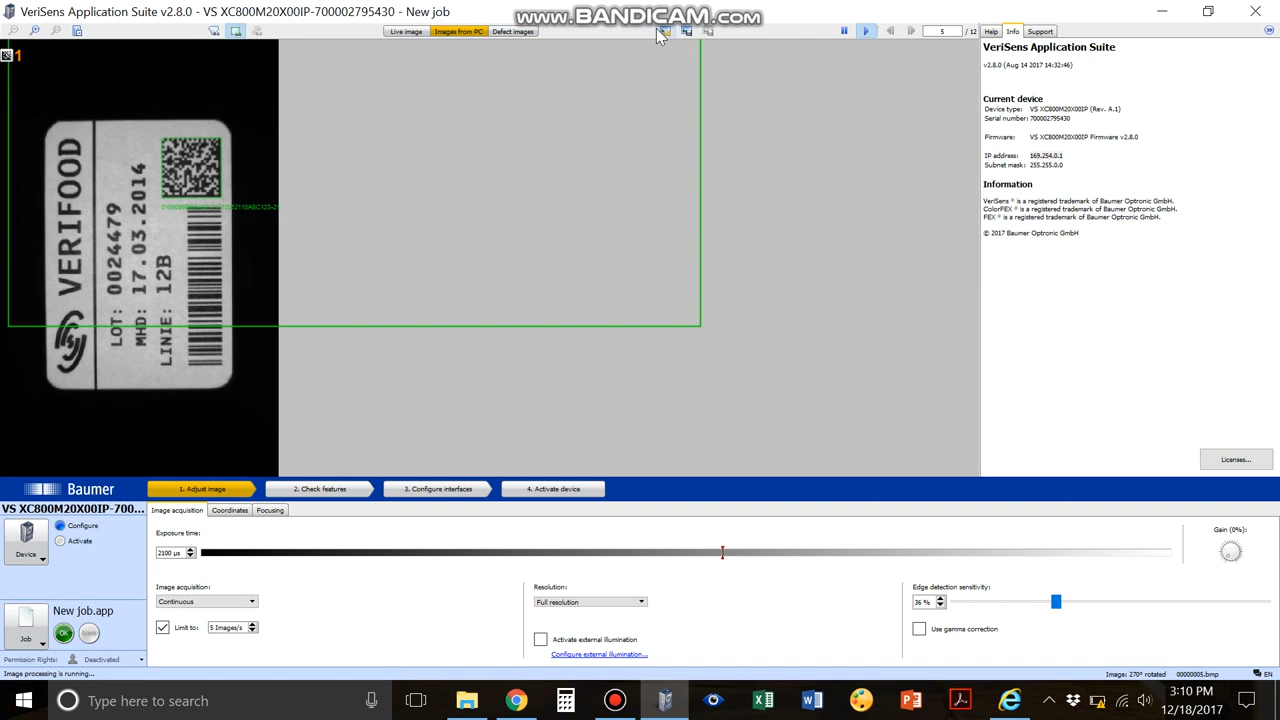 VeriSens Application Suite v2.8.0 - VS XC800M20X00IP-700002795430 - New job
www.BANDICAM.com
Live image
Images from PC
Defect images
5
/ 12
Help
Info
Support
1
VERIFOOD
LOT: 0024479
MHD: 17.03.2014
LINIE: 12B
VeriSens Application Suite
v2.8.0 (Aug 14 2017 14:32:46)
Current device
Device type: VS XC800M20X00IP (Rev. A.1)
Serial number: 700002795430
Firmware: VS XC800M20X00IP Firmware v2.8.0
IP address: 169.254.0.1
Subnet mask: 255.255.0.0
Information
VeriSens ® is a registered trademark of Baumer Optronic GmbH.
ColorFEX ® is a registered trademark of Baumer Optronic GmbH.
FEX ® is a registered trademark of Baumer Optronic GmbH.
© 2017 Baumer Optronic GmbH
Licenses...
Baumer
1. Adjust image
2. Check features
3. Configure interfaces
4. Activate device
VS XC800M20X00IP-700...
Configure
Activate
Device
Image acquisition
Coordinates
Focusing
Exposure time:
2100 µs
Gain (0%):
Image acquisition:
Continuous
Limit to:
5 Images/s
Resolution:
Full resolution
Activate external illumination
Configure external illumination...
Edge detection sensitivity:
36 %
Use gamma correction
New job.app
OK
Alarm
Job
Permission Rights:
Deactivated
Image processing is running...
Image: 270° rotated
00000005.bmp
EN
Type here to search
3:10 PM
12/18/2017